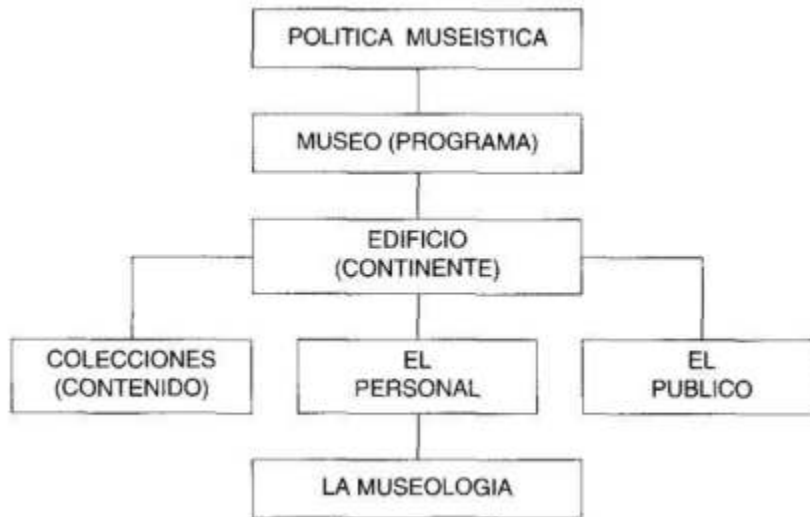 POLITICA MUSEISTICA
MUSEO (PROGRAMA)
EDIFICIO
(CONTINENTE)
COLECCIONES
(CONTENIDO)
EL
PERSONAL
EL
PUBLICO
LA MUSEOLOGIA